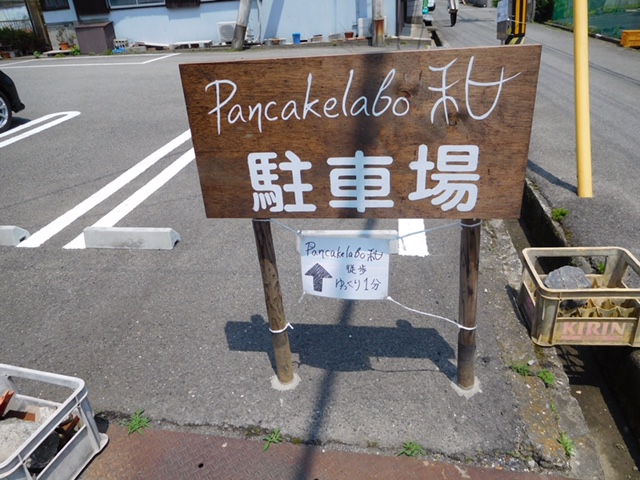 Pancakelabo 和
駐車場
Pancakelabo 和
徒歩
ゆっくり1分
KIRIN